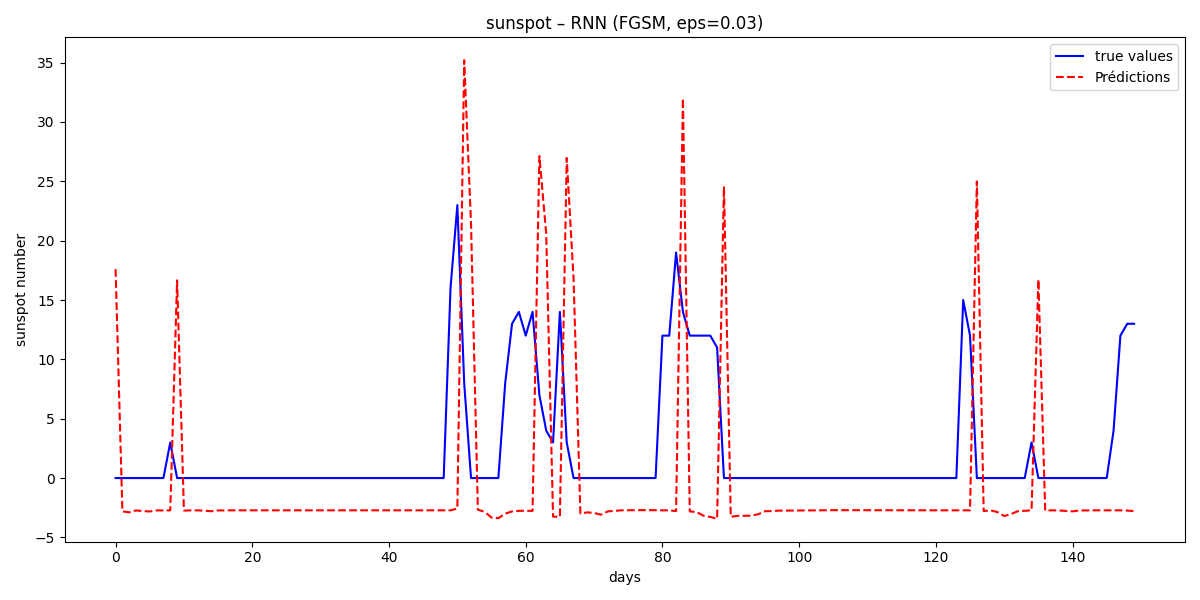 sunspot – RNN (FGSM, eps=0.03)
true values
Prédictions
35
30
25
20
15
10
5
0
−5
sunspot number
0 20 40 60 80 100 120 140
days